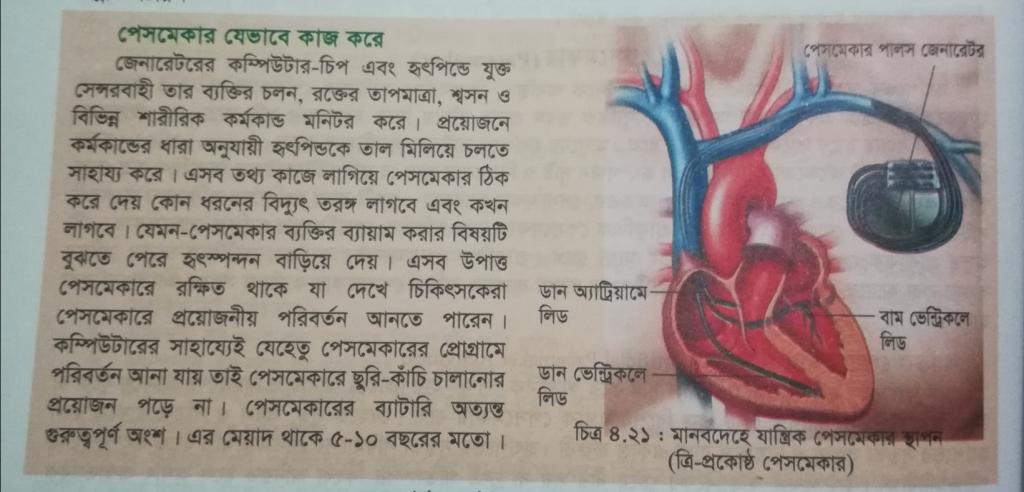 পেসমেকার যেভাবে কাজ করে
জেনারেটরের কম্পিউটার-চিপ এবং হৃৎপিন্ডে যুক্ত
সেন্সরবাহী তার ব্যক্তির চলন, রক্তের তাপমাত্রা, শ্বসন ও
বিভিন্ন শারীরিক কর্মকান্ড মনিটর করে। প্রয়োজনে
কর্মকান্ডের ধারা অনুযায়ী হৃৎপিন্ডকে তাল মিলিয়ে চলতে
সাহায্য করে। এসব তথ্য কাজে লাগিয়ে পেসমেকার ঠিক
করে দেয় কোন ধরনের বিদ্যুৎ তরঙ্গ লাগবে এবং কখন
লাগবে। যেমন-পেসমেকার ব্যক্তির ব্যায়াম করার বিষয়টি
বুঝতে পেরে হৃৎস্পন্দন বাড়িয়ে দেয়। এসব উপাত্ত
পেসমেকারে রক্ষিত থাকে যা দেখে চিকিৎসকেরা
পেসমেকারে প্রয়োজনীয় পরিবর্তন আনতে পারেন।
কম্পিউটারের সাহায্যেই যেহেতু পেসমেকারের প্রোগ্রামে
পরিবর্তন আনা যায় তাই পেসমেকারে ছুরি-কাঁচি চালানোর
প্রয়োজন পড়ে না। পেসমেকারের ব্যাটারি অত্যন্ত
গুরুত্বপূর্ণ অংশ। এর মেয়াদ থাকে ৫-১০ বছরের মতো।
পেসমেকার পালস জেনারেটর
ডান অ্যাট্রিয়ামে
লিড
বাম ভেন্ট্রিকলে
লিড
ডান ভেন্ট্রিকলে
লিড
চিত্র ৪.২১ : মানবদেহে যান্ত্রিক পেসমেকার স্থাপন
(ত্রি-প্রকোষ্ঠ পেসমেকার)